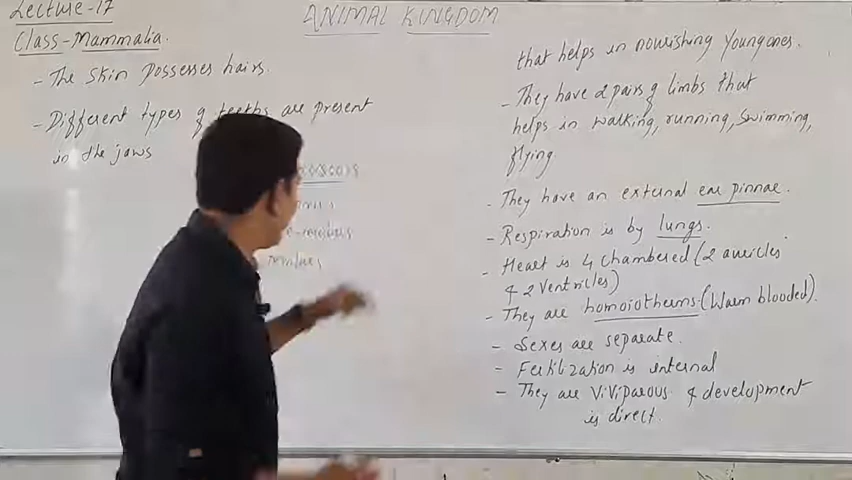 Lecture-17
ANIMAL KINGDOM
Class-Mammalia.
- The skin possesses hairs.
- Different types of teeths are present
in the jaws
that helps in nourishing young ones.
- They have 2 pairs of limbs that
helps in walking, running, swimming,
flying
- They have an external ear pinnae.
- Respiration is by lungs.
- Heart is 4 chambered (2 auricles
& 2 ventricles)
- They are homoiotherms. (Warm blooded).
- Sexes are separate.
- Fertilization is internal
- They are viviparous & development
is direct.